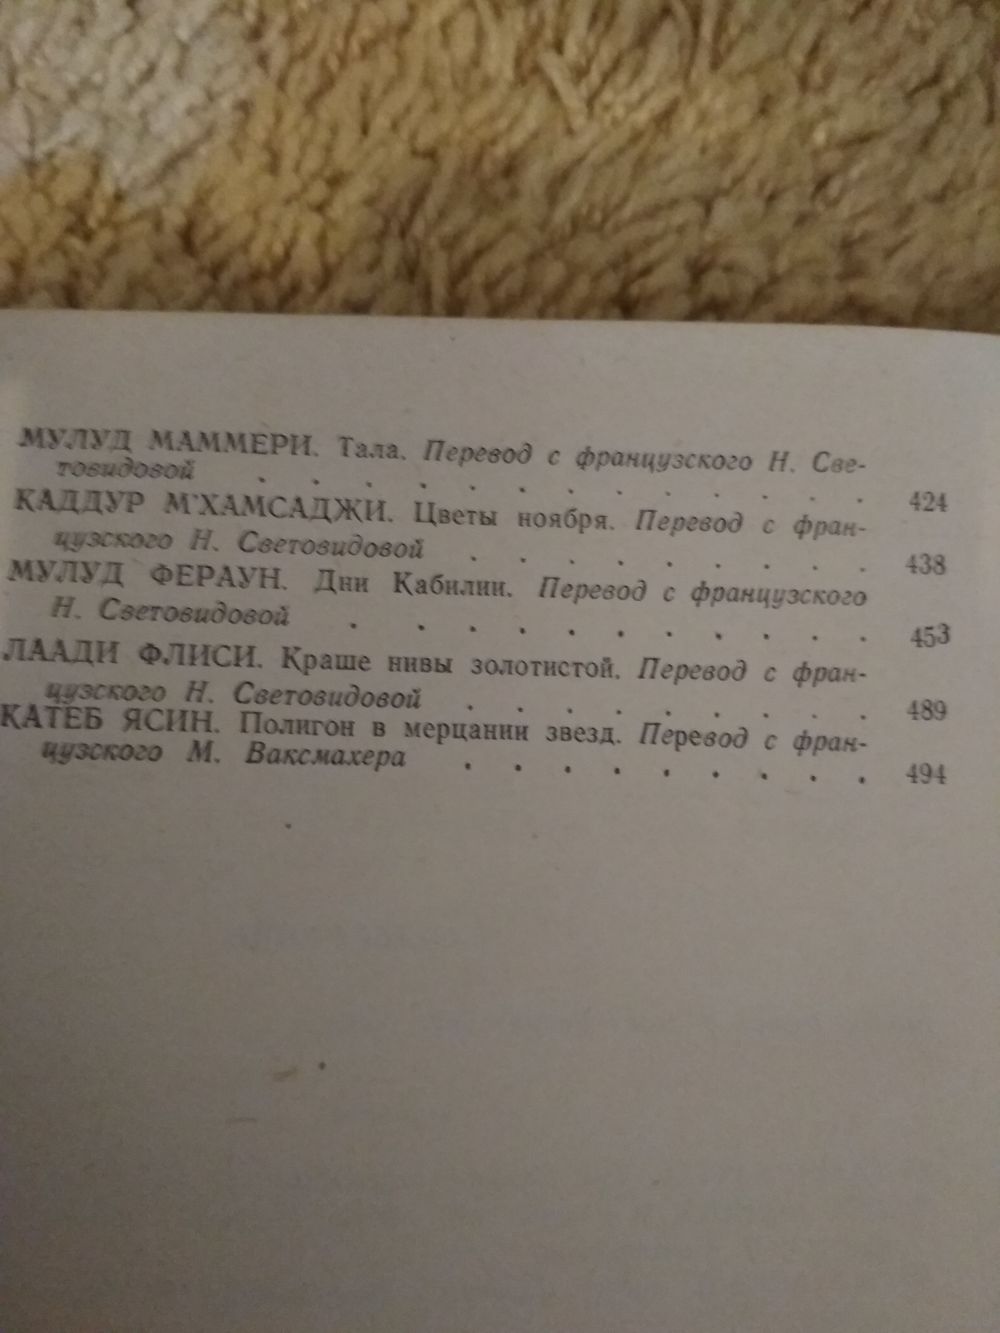 МУЛУД МАММЕРИ. Тала. Перевод с французского Н. Све-
товидовой . . . . . . . . . . . . 424
КАДДУР М'ХАМСАДЖИ. Цветы ноября. Перевод с фран-
цузского Н. Световидовой . . . . . . . . . 438
МУЛУД ФЕРАУН. Дни Кабилии. Перевод с французского
Н. Световидовой . . . . . . . . . . 453
ЛААДИ ФЛИСИ. Краше нивы золотистой. Перевод с фран-
цузского Н. Световидовой . . . . . . . . . 489
КАТЕБ ЯСИН. Полигон в мерцании звезд. Перевод с фран-
цузского М. Ваксмахера . . . . . . . . . 494